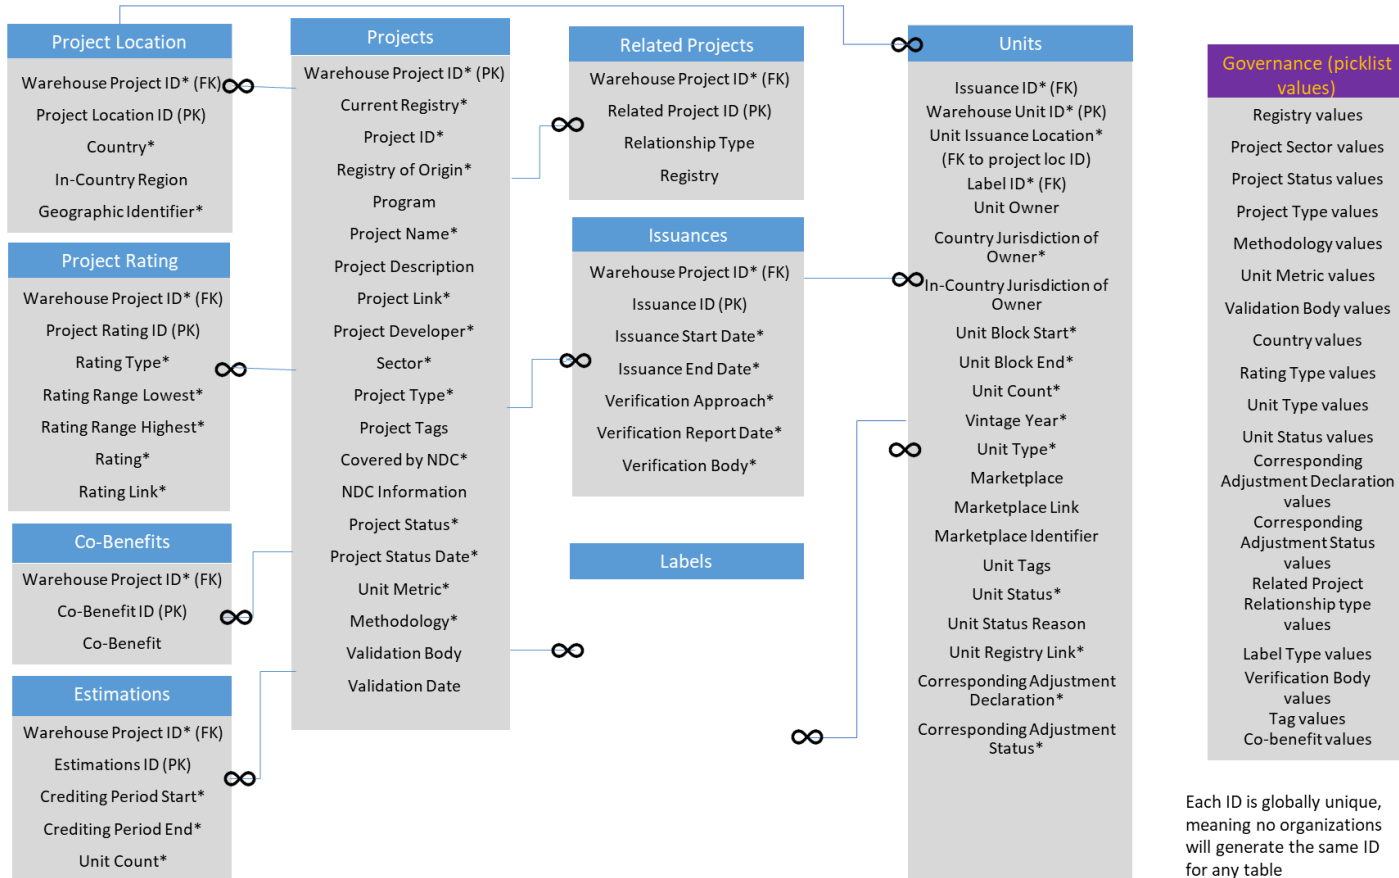 Project Location
Warehouse Project ID* (FK)
Project Location ID (PK)
Country*
In-Country Region
Geographic Identifier*
Project Rating
Warehouse Project ID* (FK)
Project Rating ID (PK)
Rating Type*
Rating Range Lowest*
Rating Range Highest*
Rating*
Rating Link*
Co-Benefits
Warehouse Project ID* (FK)
Co-Benefit ID (PK)
Co-Benefit
Estimations
Warehouse Project ID* (FK)
Estimations ID (PK)
Crediting Period Start*
Crediting Period End*
Unit Count*
Projects
Warehouse Project ID* (PK)
Current Registry*
Project ID*
Registry of Origin*
Program
Project Name*
Project Description
Project Link*
Project Developer*
Sector*
Project Type*
Project Tags
Covered by NDC*
NDC Information
Project Status*
Project Status Date*
Unit Metric*
Methodology*
Validation Body
Validation Date
Related Projects
Warehouse Project ID* (FK)
Related Project ID (PK)
Relationship Type
Registry
Issuances
Warehouse Project ID* (FK)
Issuance ID (PK)
Issuance Start Date*
Issuance End Date*
Verification Approach*
Verification Report Date*
Verification Body*
Labels
Units
Issuance ID* (FK)
Warehouse Unit ID* (PK)
Unit Issuance Location*
(FK to project loc ID)
Label ID* (FK)
Unit Owner
Country Jurisdiction of
Owner*
In-Country Jurisdiction of
Owner
Unit Block Start*
Unit Block End*
Unit Count*
Vintage Year*
Unit Type*
Marketplace
Marketplace Link
Marketplace Identifier
Unit Tags
Unit Status*
Unit Status Reason
Unit Registry Link*
Corresponding Adjustment
Declaration*
Corresponding Adjustment
Status*
Governance (picklist
values)
Registry values
Project Sector values
Project Status values
Project Type values
Methodology values
Unit Metric values
Validation Body values
Country values
Rating Type values
Unit Type values
Unit Status values
Corresponding
Adjustment Declaration
values
Corresponding
Adjustment Status
values
Related Project
Relationship type
values
Label Type values
Verification Body
values
Tag values
Co-benefit values
Each ID is globally unique,
meaning no organizations
will generate the same ID
for any table